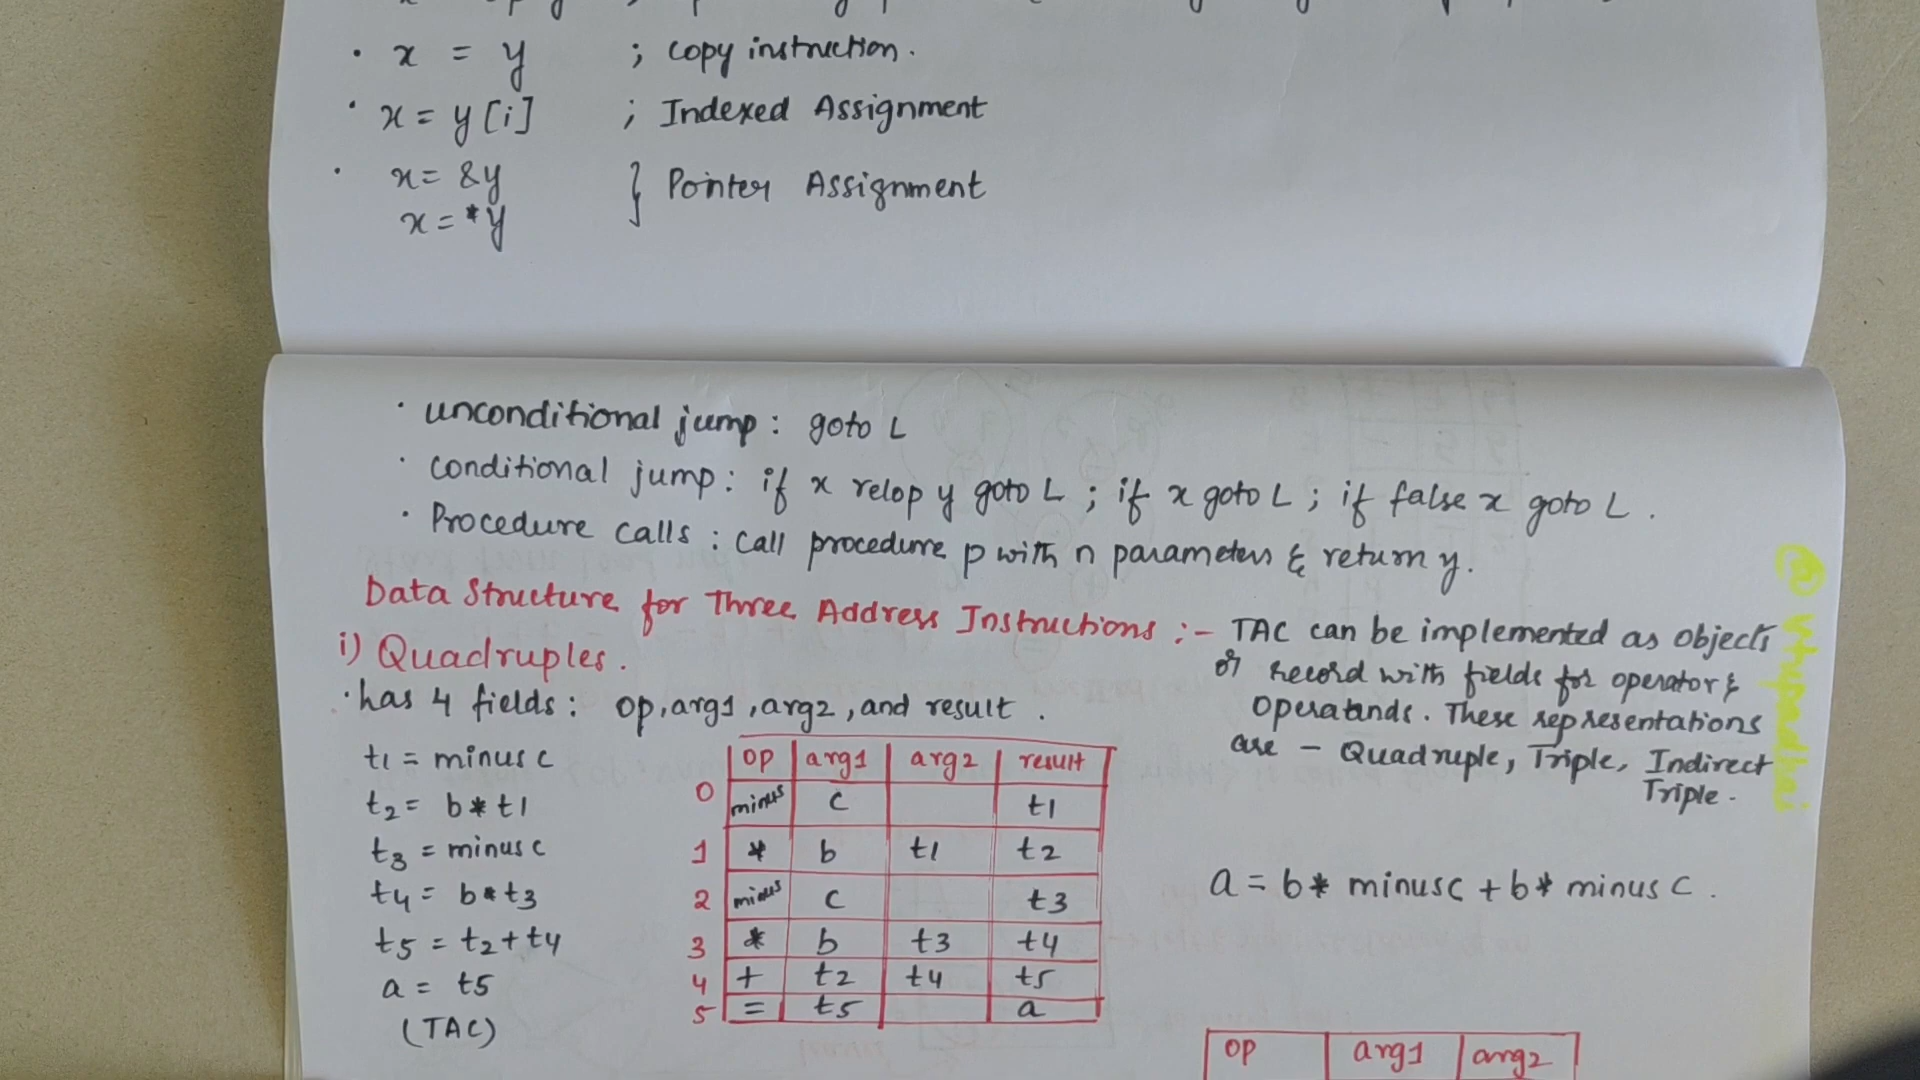 · x = y ; copy instruction.
· x = y[i] ; Indexed Assignment
· x = &y } Pointer Assignment
x = *y
· unconditional jump : goto L
· conditional jump : if x relop y goto L ; if x goto L ; if false x goto L .
· Procedure calls : call procedure p with n parameters & return y.
Data Structure for Three Address Instructions :- TAC can be implemented as objects
or record with fields for operator &
Operatands. These representations
are - Quadruple, Triple, Indirect
Triple.
i) Quadruples.
· has 4 fields : op, arg1, arg2, and result .
t1 = minus c
t2 = b * t1
t3 = minus c
t4 = b * t3
t5 = t2 + t4
a = t5
(TAC)
op arg1 arg2 result
0 minus c t1
1 * b t1 t2
2 minus c t3
3 * b t3 t4
4 + t2 t4 t5
5 = t5 a
a = b * minus c + b * minus c .
op arg1 arg2